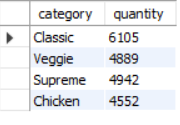 category quantity
Classic 6105
Veggie 4889
Supreme 4942
Chicken 4552